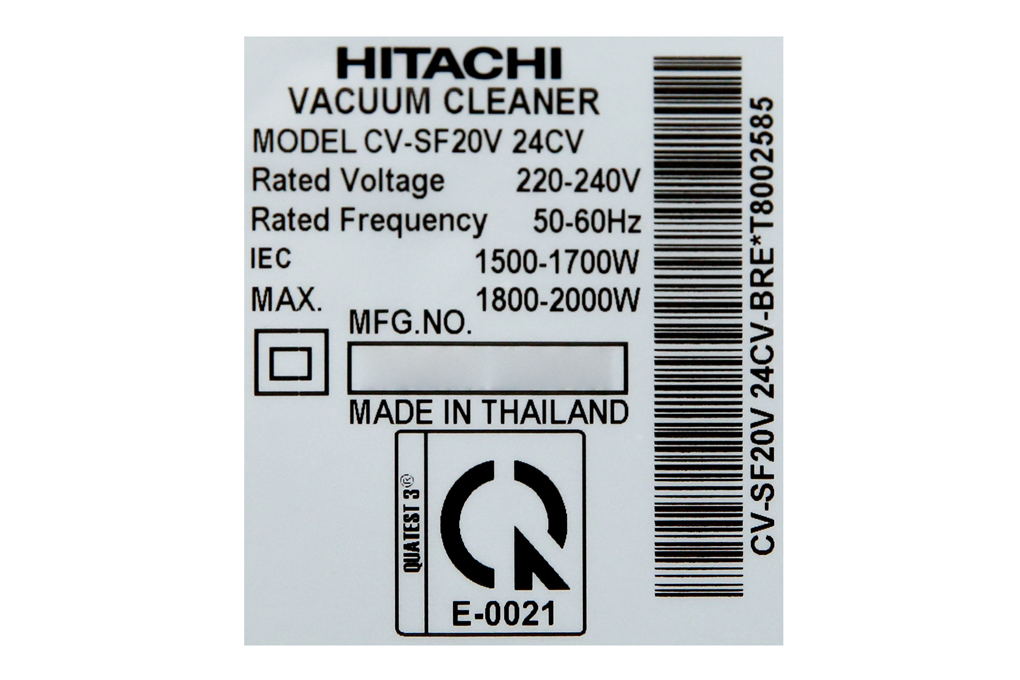 HITACHI
VACUUM CLEANER
MODEL CV-SF20V 24CV
Rated Voltage 220-240V
Rated Frequency 50-60Hz
IEC 1500-1700W
MAX. 1800-2000W
MFG.NO.
MADE IN THAILAND
QUATEST 3®
E-0021
CV-SF20V 24CV-BRE*T8002585